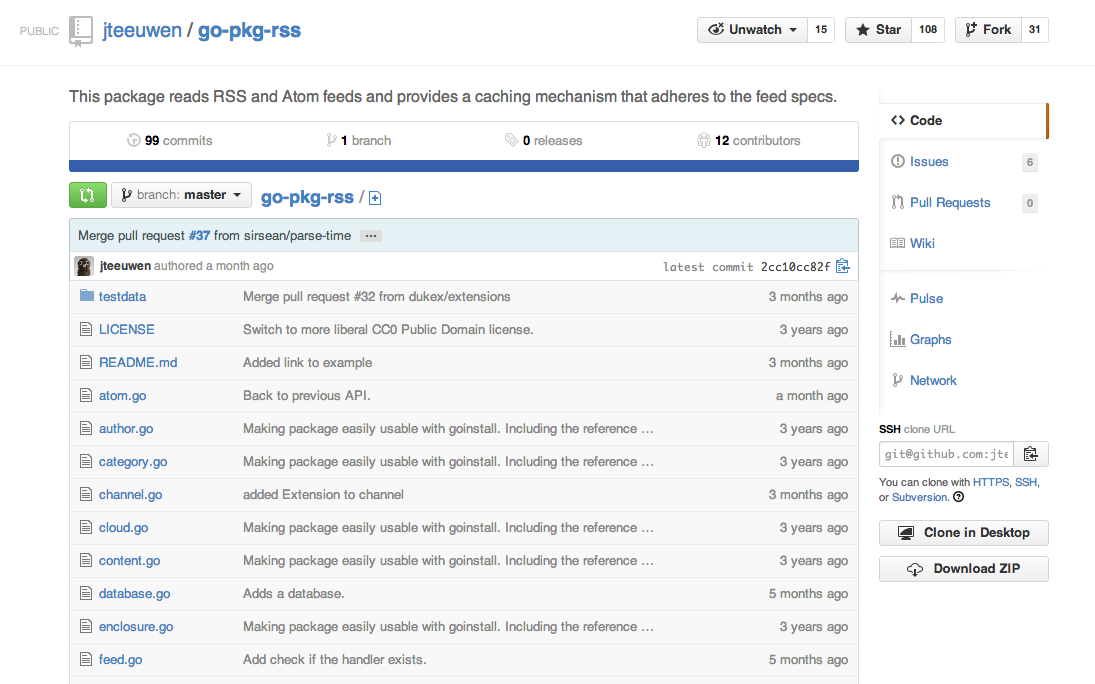 PUBLIC jteeuwen / go-pkg-rss Unwatch 15 Star 108 Fork 31
This package reads RSS and Atom feeds and provides a caching mechanism that adheres to the feed specs.
99 commits 1 branch 0 releases 12 contributors
branch: master go-pkg-rss /
Merge pull request #37 from sirsean/parse-time ...
jteeuwen authored a month ago latest commit 2cc10cc82f
testdata Merge pull request #32 from dukex/extensions 3 months ago
LICENSE Switch to more liberal CC0 Public Domain license. 3 years ago
README.md Added link to example 3 months ago
atom.go Back to previous API. a month ago
author.go Making package easily usable with goinstall. Including the reference … 3 years ago
category.go Making package easily usable with goinstall. Including the reference … 3 years ago
channel.go added Extension to channel 3 months ago
cloud.go Making package easily usable with goinstall. Including the reference … 3 years ago
content.go Making package easily usable with goinstall. Including the reference … 3 years ago
database.go Adds a database. 5 months ago
enclosure.go Making package easily usable with goinstall. Including the reference … 3 years ago
feed.go Add check if the handler exists. 5 months ago
Code
Issues 6
Pull Requests 0
Wiki
Pulse
Graphs
Network
SSH clone URL
git@github.com:jte
You can clone with HTTPS, SSH,
or Subversion.
Clone in Desktop
Download ZIP